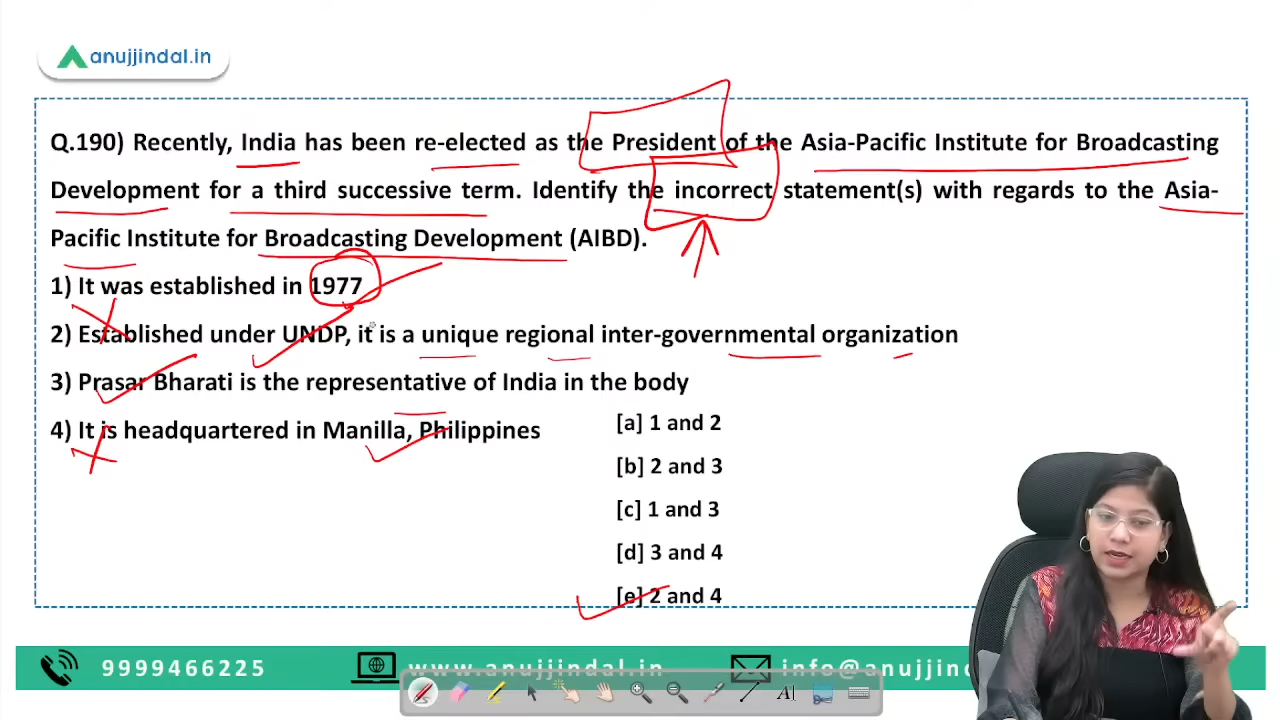 anujjindal.in
Q.190) Recently, India has been re-elected as the President of the Asia-Pacific Institute for Broadcasting
Development for a third successive term. Identify the incorrect statement(s) with regards to the Asia-
Pacific Institute for Broadcasting Development (AIBD).
1) It was established in 1977
2) Established under UNDP, it is a unique regional inter-governmental organization
3) Prasar Bharati is the representative of India in the body
4) It is headquartered in Manilla, Philippines
[a] 1 and 2
[b] 2 and 3
[c] 1 and 3
[d] 3 and 4
[e] 2 and 4
9999466225 www.anujjindal.in info@anujjin